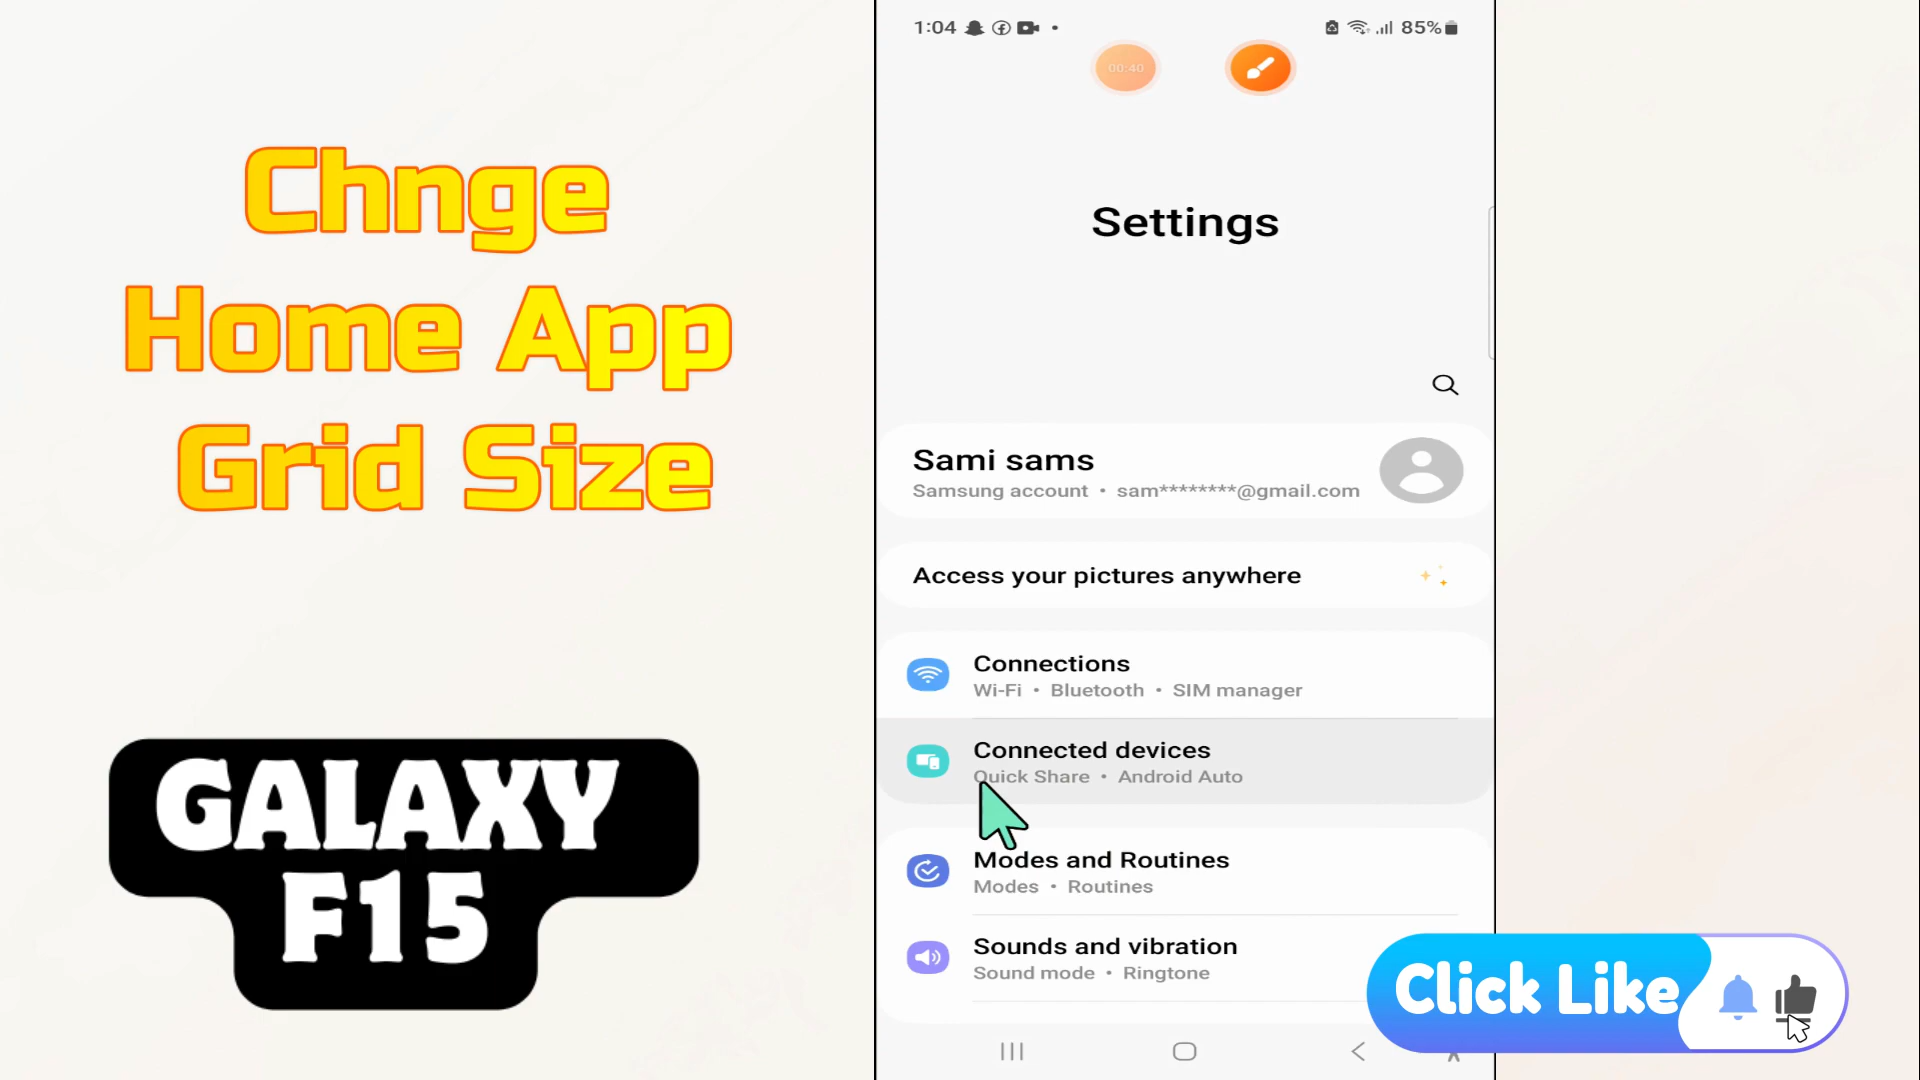 Chnge
Home App
Grid Size
GALAXY
F15
1:04
85%
00:40
Settings
Sami sams
Samsung account • sam********@gmail.com
Access your pictures anywhere
Connections
Wi-Fi • Bluetooth • SIM manager
Connected devices
Quick Share • Android Auto
Modes and Routines
Modes • Routines
Sounds and vibration
Sound mode • Ringtone
Click Like